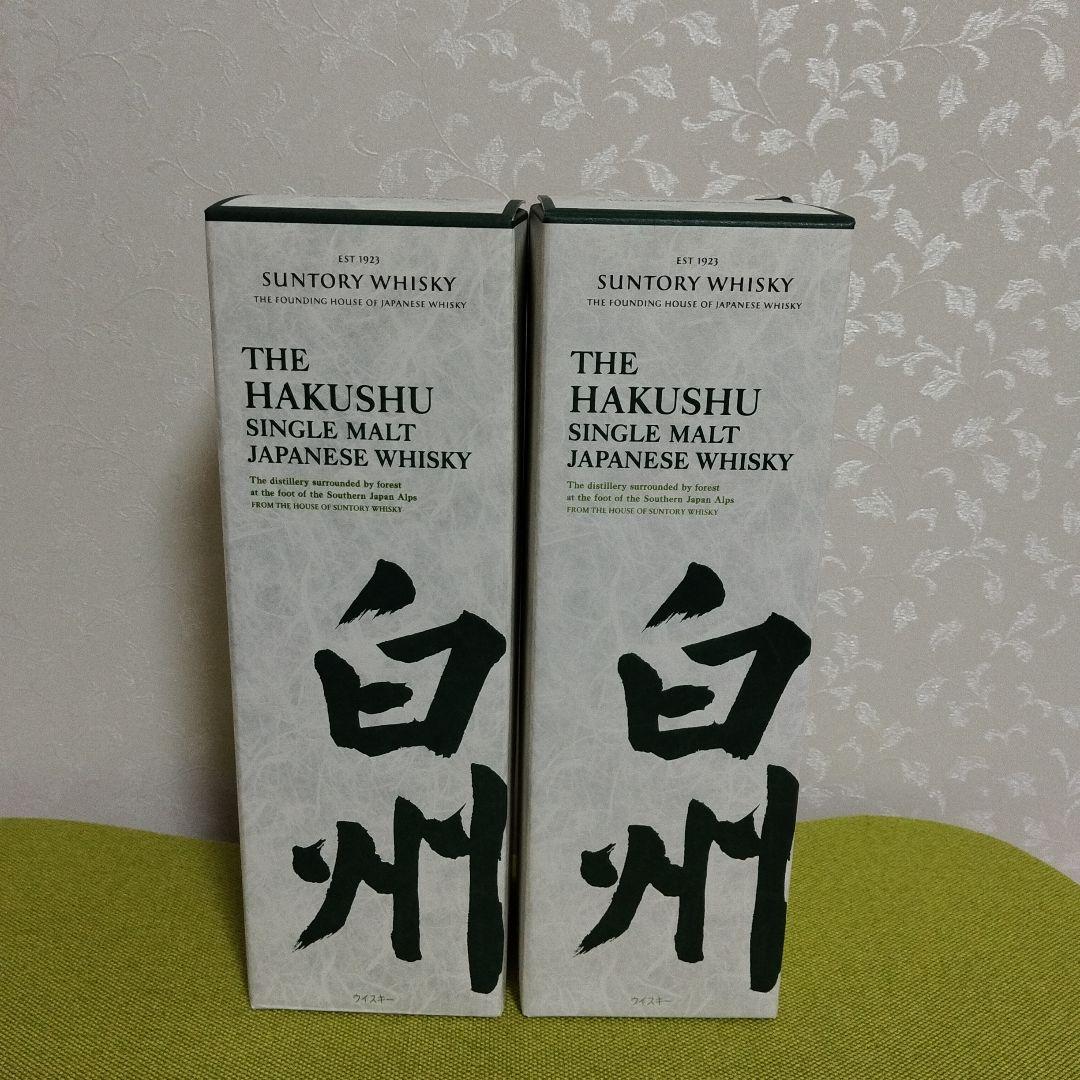 EST 1923
SUNTORY WHISKY
THE FOUNDING HOUSE OF JAPANESE WHISKY
THE
HAKUSHU
SINGLE MALT
JAPANESE WHISKY
The distillery surrounded by forest
at the foot of the Southern Japan Alps
FROM THE HOUSE OF SUNTORY WHISKY
白州
ウイスキー
EST 1923
SUNTORY WHISKY
THE FOUNDING HOUSE OF JAPANESE WHISKY
THE
HAKUSHU
SINGLE MALT
JAPANESE WHISKY
The distillery surrounded by forest
at the foot of the Southern Japan Alps
FROM THE HOUSE OF SUNTORY WHISKY
白州
ウイスキー